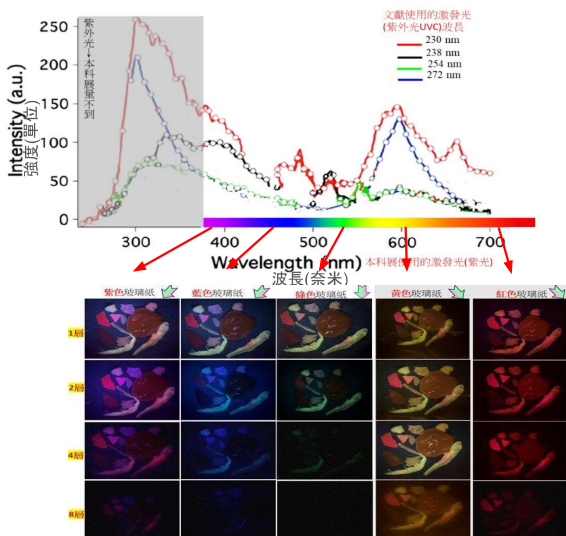 文獻使用的激發光
(紫外光UVC)波長
230 nm
238 nm
254 nm
272 nm
紫外光→本科展量不到
Intensity (a.u.)
強度(單位)
260
250
200
150
100
50
0
300
400
500
600
700
Wavelength (nm)
波長(奈米)
本科展使用的激發光(紫光)
紫色玻璃紙
藍色玻璃紙
綠色玻璃紙
黃色玻璃紙
紅色玻璃紙
1層
2層
4層
8層